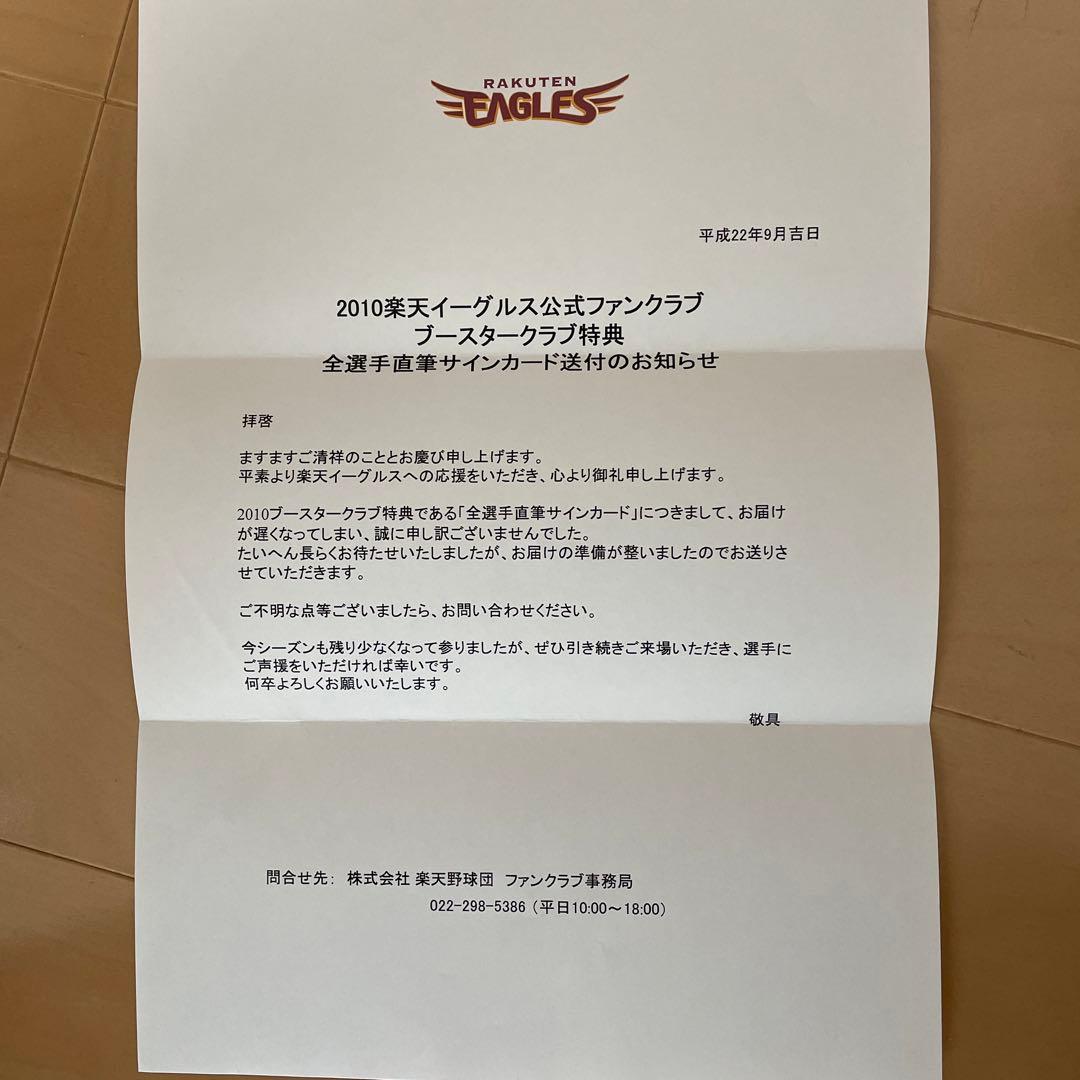 RAKUTEN
EAGLES
平成22年9月吉日
2010楽天イーグルス公式ファンクラブ
ブースタークラブ特典
全選手直筆サインカード送付のお知らせ
拝啓
ますますご清祥のこととお慶び申し上げます。
平素より楽天イーグルスへの応援をいただき、心より御礼申し上げます。
2010ブースタークラブ特典である「全選手直筆サインカード」につきまして、お届け
が遅くなってしまい、誠に申し訳ございませんでした。
たいへん長らくお待たせいたしましたが、お届けの準備が整いましたのでお送りさ
せていただきます。
ご不明な点等ございましたら、お問い合わせください。
今シーズンも残り少なくなって参りましたが、ぜひ引き続きご来場いただき、選手に
ご声援をいただければ幸いです。
何卒よろしくお願いいたします。
敬具
問合せ先： 株式会社 楽天野球団 ファンクラブ事務局
022-298-5386（平日10:00～18:00）